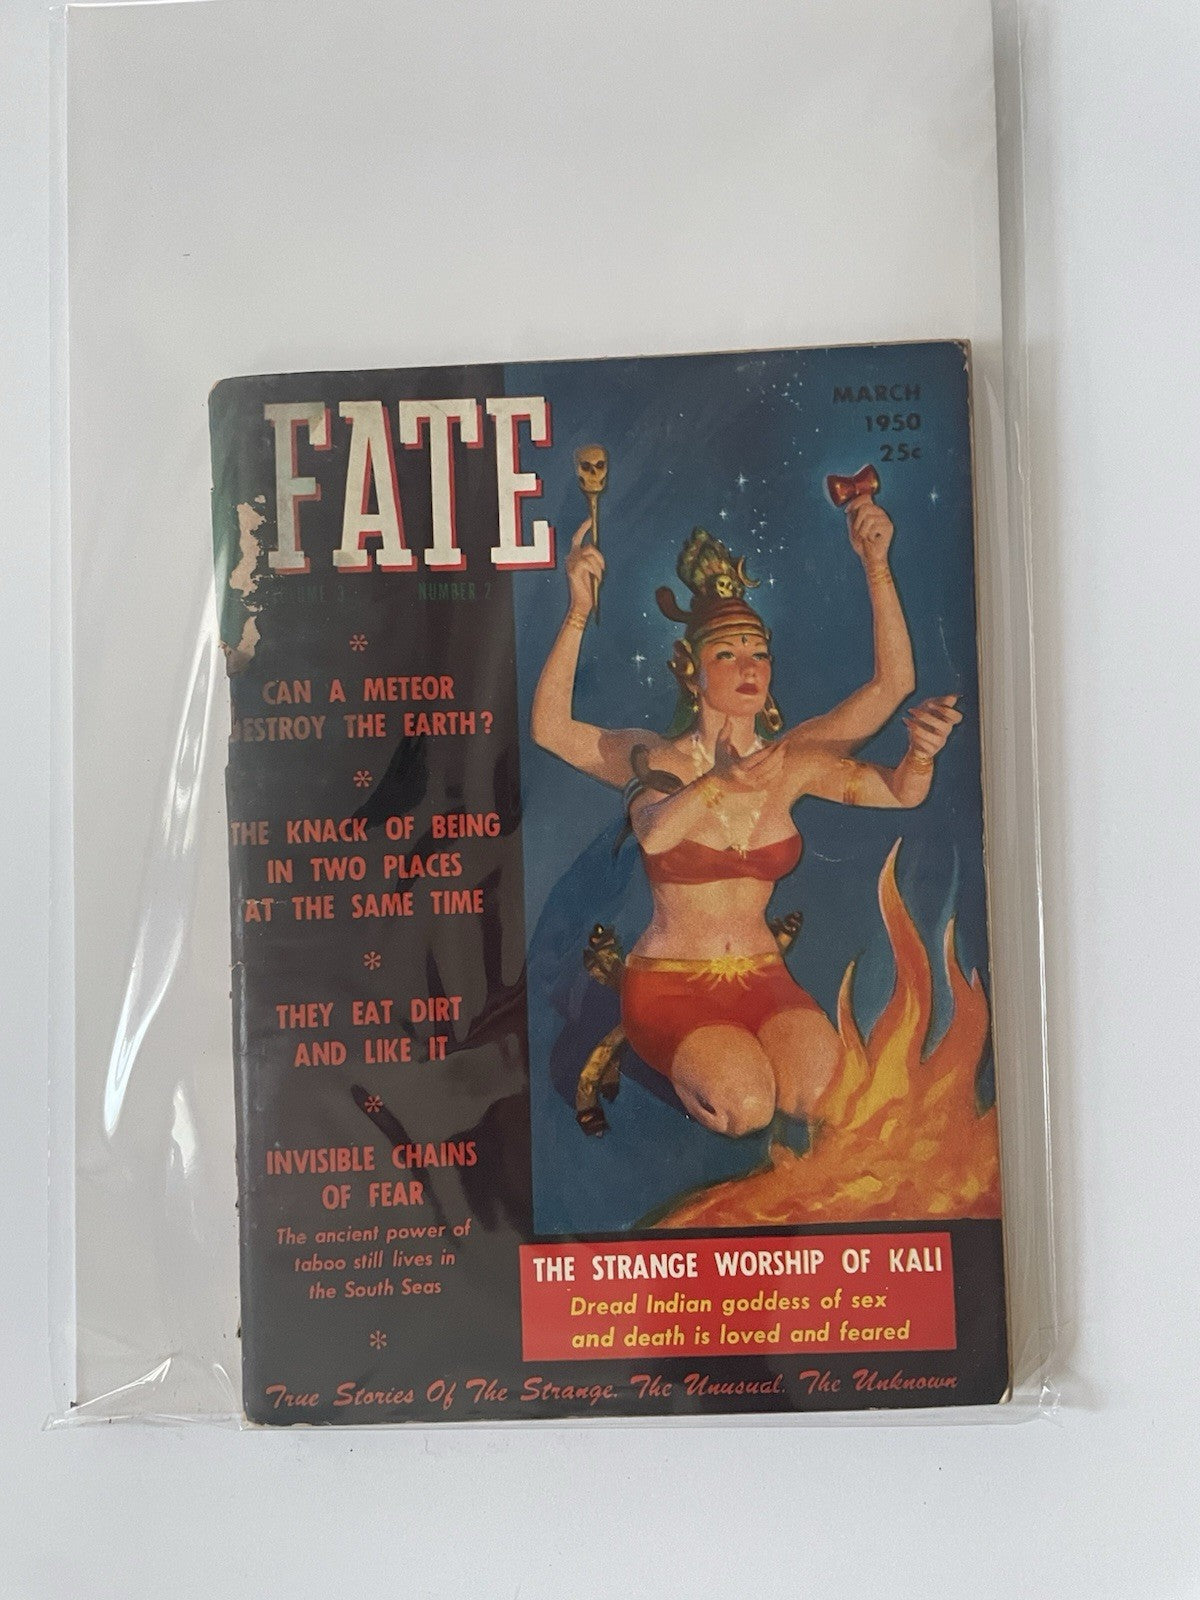 FATE
MARCH
1950
25¢
VOLUME 3 NUMBER 2
CAN A METEOR
DESTROY THE EARTH?
THE KNACK OF BEING
IN TWO PLACES
AT THE SAME TIME
THEY EAT DIRT
AND LIKE IT
INVISIBLE CHAINS
OF FEAR
The ancient power of
taboo still lives in
the South Seas
THE STRANGE WORSHIP OF KALI
Dread Indian goddess of sex
and death is loved and feared
True Stories Of The Strange. The Unusual. The Unknown